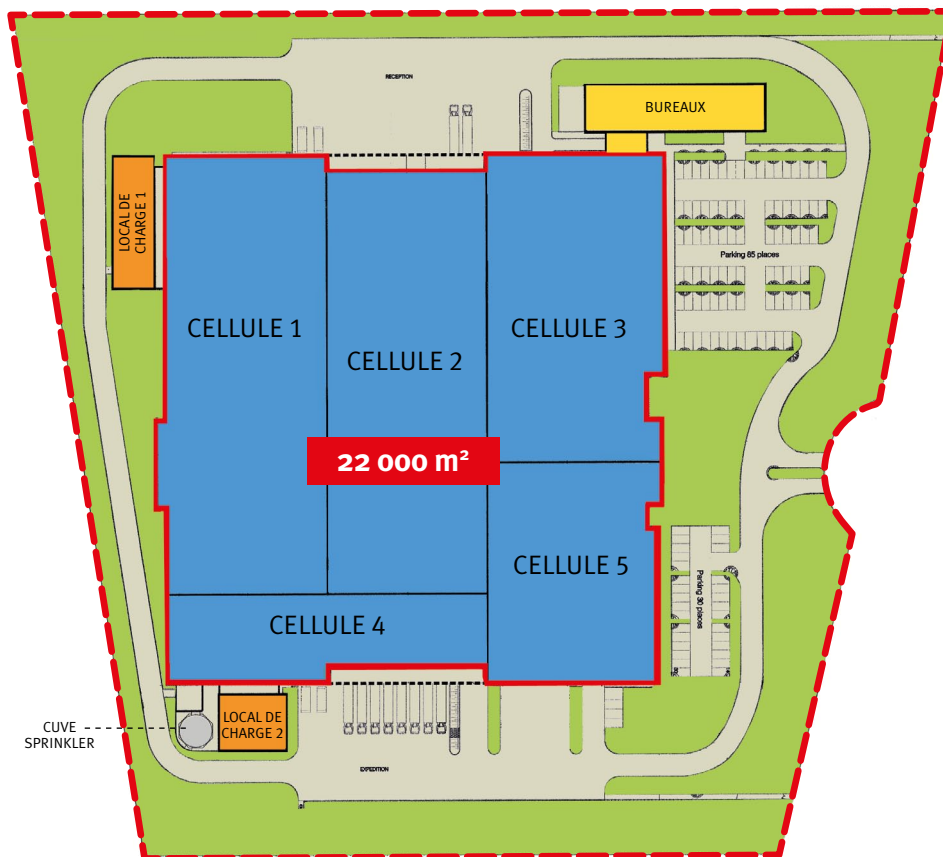 RECEPTION
BUREAUX
LOCAL DE
CHARGE 1
Parking 85 places
CELLULE 1
CELLULE 2
CELLULE 3
22 000 m²
CELLULE 5
Parking 30 places
CELLULE 4
LOCAL DE
CHARGE 2
CUVE
SPRINKLER
EXPEDITION